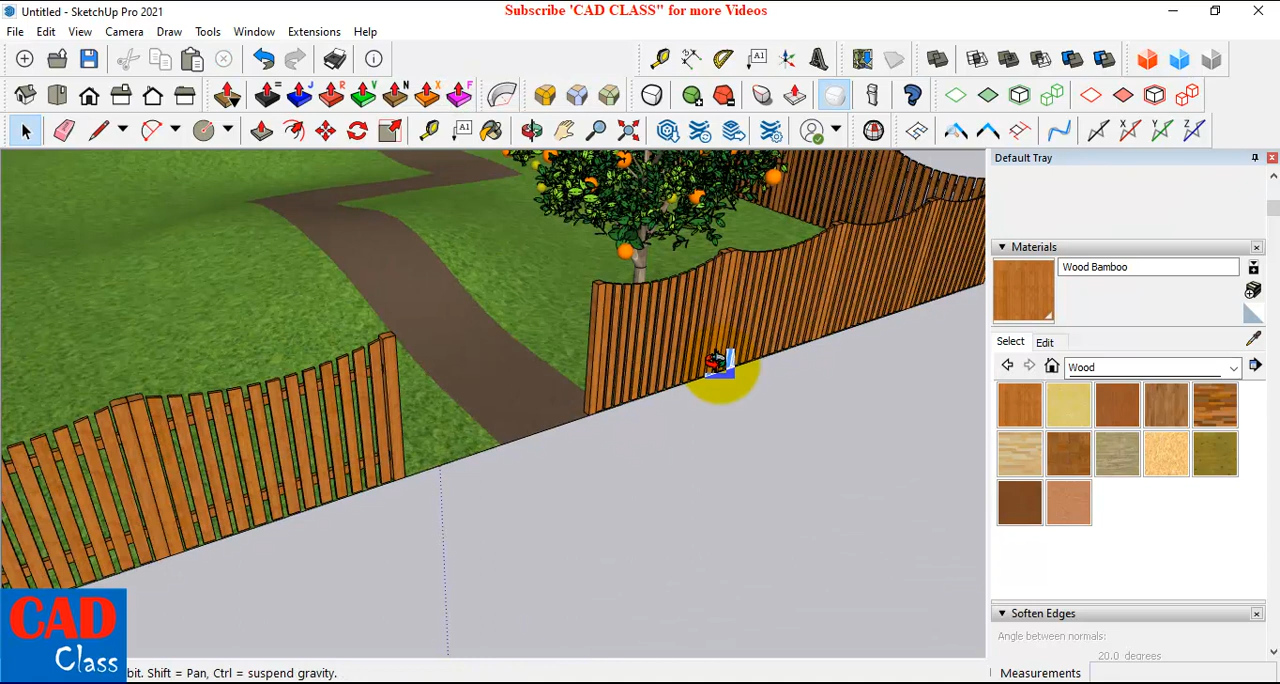 Untitled - SketchUp Pro 2021
Subscribe 'CAD CLASS" for more Videos
File Edit View Camera Draw Tools Window Extensions Help
Default Tray
Materials
Wood Bamboo
Select Edit
Wood
Soften Edges
Angle between normals:
20.0 degrees
CAD
Class
bit. Shift = Pan, Ctrl = suspend gravity.
Measurements